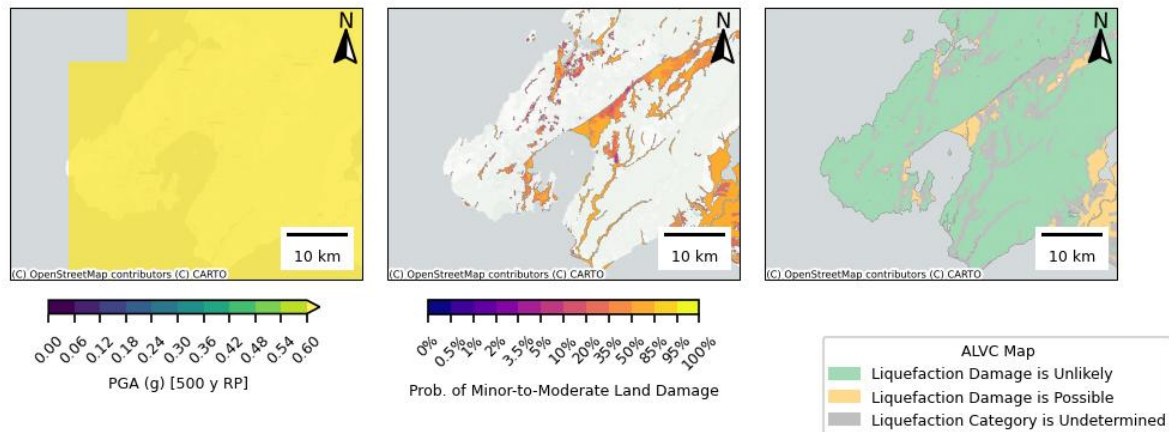 N
10 km
(C) OpenStreetMap contributors (C) CARTO
0.00 0.06 0.12 0.18 0.24 0.30 0.36 0.42 0.48 0.54 0.60
PGA (g) [500 y RP]
N
10 km
(C) OpenStreetMap contributors (C) CARTO
0% 0.5% 1% 2% 3.5% 5% 10% 20% 35% 50% 85% 95% 100%
Prob. of Minor-to-Moderate Land Damage
N
10 km
(C) OpenStreetMap contributors (C) CARTO
ALVC Map
Liquefaction Damage is Unlikely
Liquefaction Damage is Possible
Liquefaction Category is Undetermined